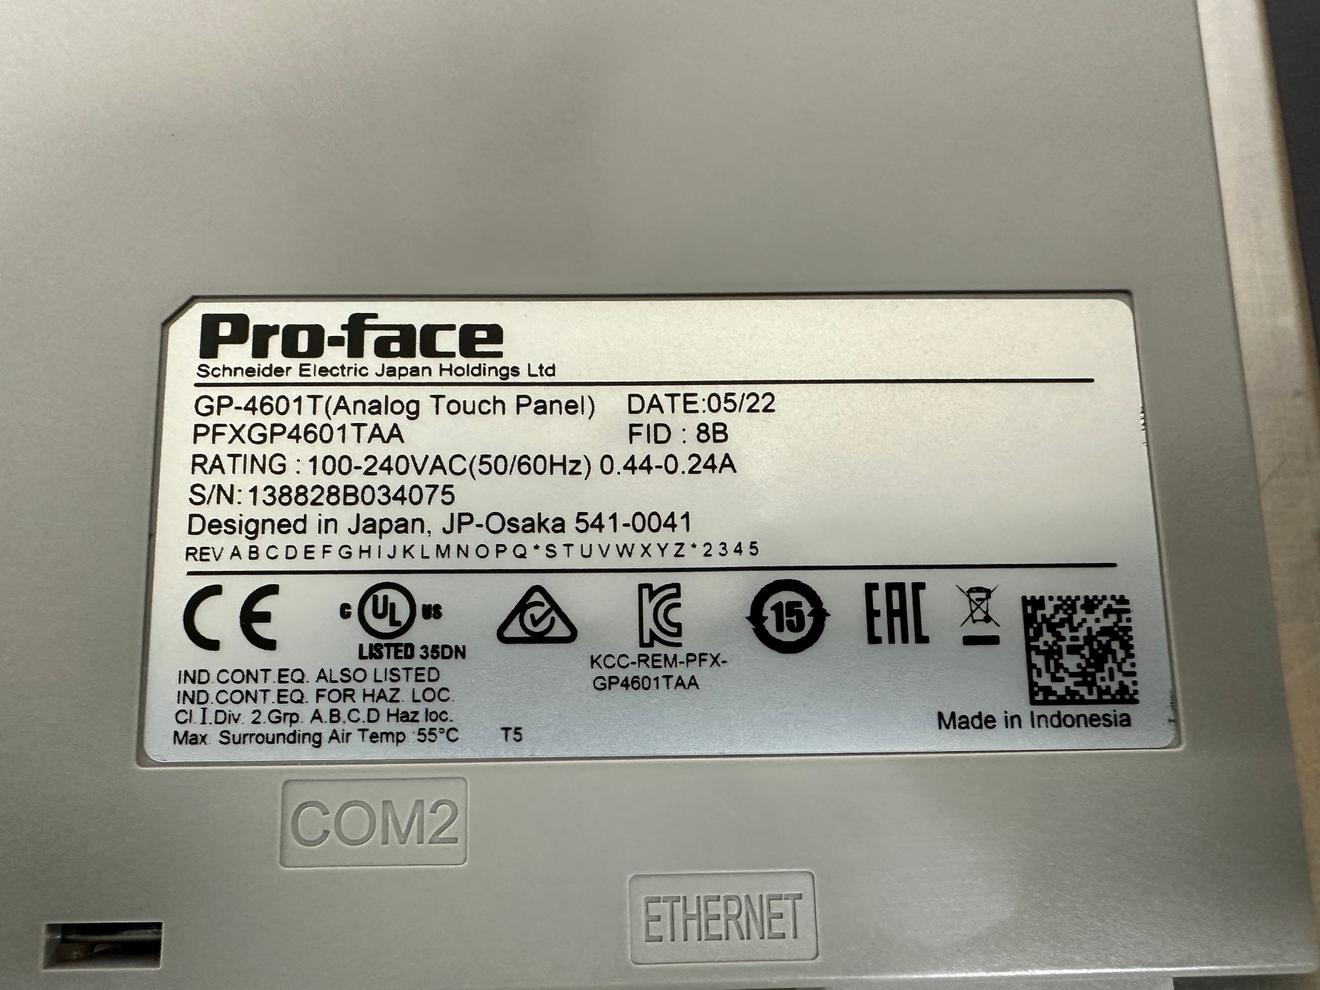 Pro-face
Schneider Electric Japan Holdings Ltd
GP-4601T(Analog Touch Panel) DATE:05/22
PFXGP4601TAA FID : 8B
RATING : 100-240VAC(50/60Hz) 0.44-0.24A
S/N: 138828B034075
Designed in Japan, JP-Osaka 541-0041
REV A B C D E F G H I J K L M N O P Q * S T U V W X Y Z * 2 3 4 5
CE C UL US 15 EAC
LISTED 35DN
KCC-REM-PFX-
GP4601TAA
IND.CONT.EQ. ALSO LISTED
IND.CONT.EQ. FOR HAZ. LOC.
Cl.I.Div. 2.Grp. A.B.C.D Haz loc.
Max. Surrounding Air Temp :55°C T5
Made in Indonesia
COM2
ETHERNET